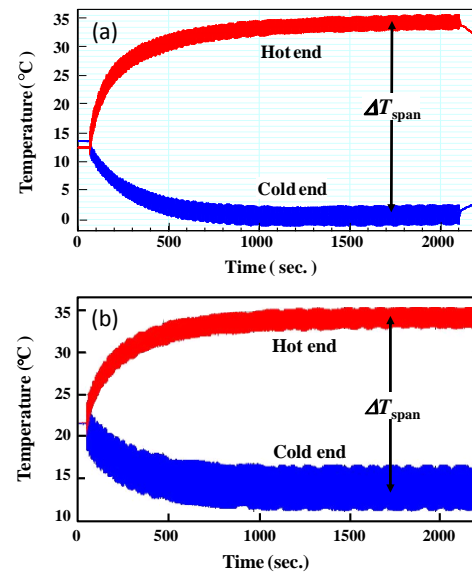 (a)
35
30
25
20
15
10
5
0
Temperature ( °C)
Hot end
ΔTspan
Cold end
0 500 1000 1500 2000
Time ( sec. )
(b)
35
30
25
20
15
10
Temperature (°C)
Hot end
ΔTspan
Cold end
0 500 1000 1500 2000
Time (sec.)